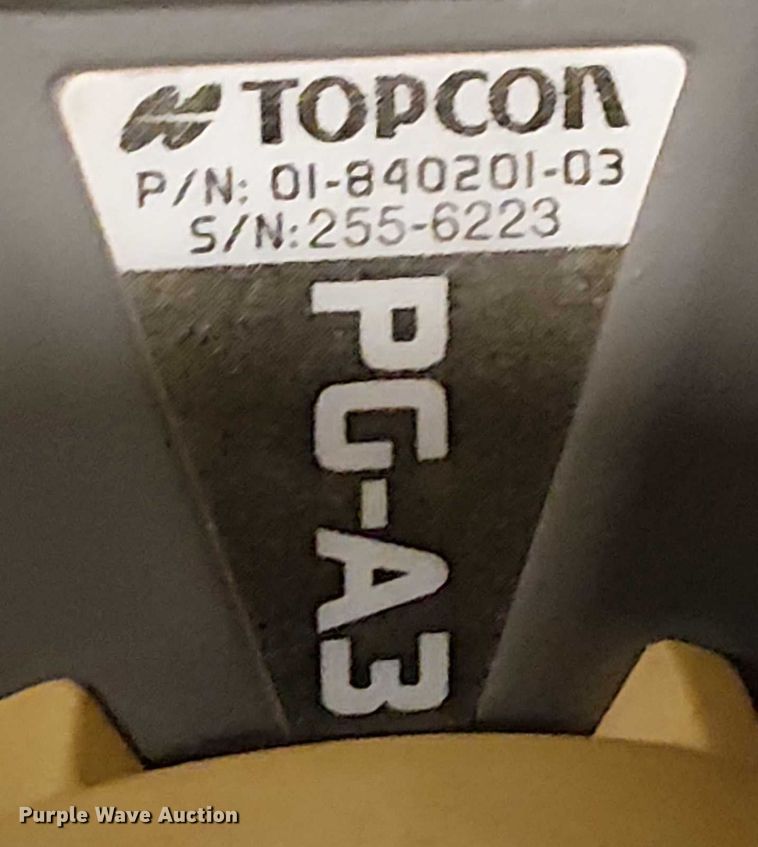 TOPCON
P/N: 01-840201-03
S/N:255-6223
PG-A3
Purple Wave Auction